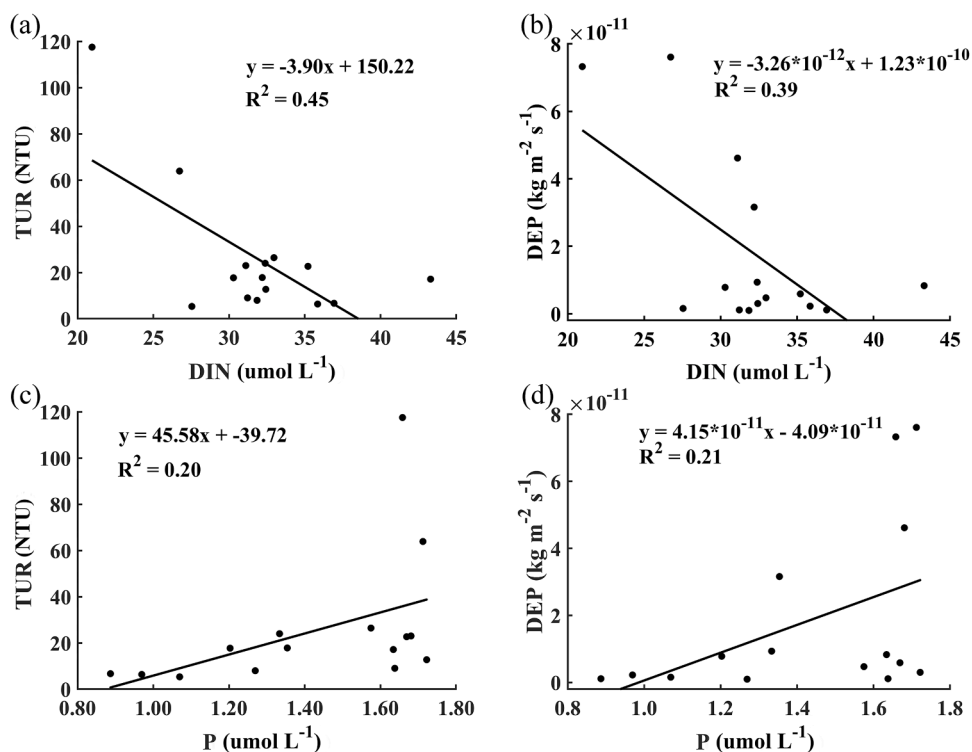 (a)
120
100
80
60
40
20
0
TUR (NTU)
y = -3.90x + 150.22
R² = 0.45
20 25 30 35 40 45
DIN (umol L⁻¹)
(b)
×10⁻¹¹
8
6
4
2
0
DEP (kg m⁻² s⁻¹)
y = -3.26*10⁻¹²x + 1.23*10⁻¹⁰
R² = 0.39
20 25 30 35 40 45
DIN (umol L⁻¹)
(c)
120
100
80
60
40
20
0
TUR (NTU)
y = 45.58x + -39.72
R² = 0.20
0.80 1.00 1.20 1.40 1.60 1.80
P (umol L⁻¹)
(d)
×10⁻¹¹
8
6
4
2
0
DEP (kg m⁻² s⁻¹)
y = 4.15*10⁻¹¹x - 4.09*10⁻¹¹
R² = 0.21
0.8 1.0 1.2 1.4 1.6 1.8
P (umol L⁻¹)